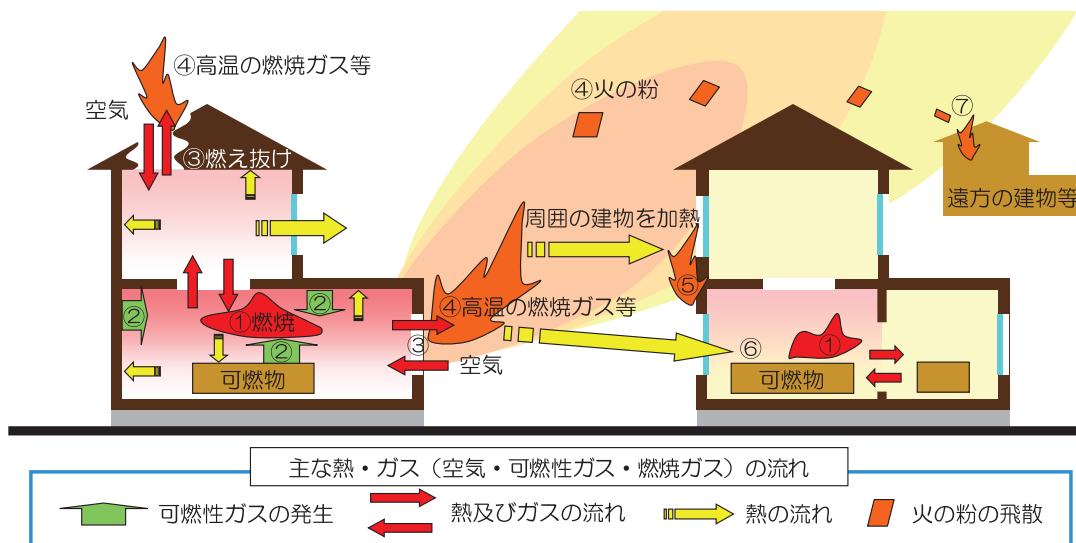 ④高温の燃焼ガス等
空気
③燃え抜け
④火の粉
⑦
遠方の建物等
周囲の建物を加熱
⑤
②
②
①燃焼
②
④高温の燃焼ガス等
③
空気
可燃物
⑥
①
可燃物
主な熱・ガス（空気・可燃性ガス・燃焼ガス）の流れ
可燃性ガスの発生
熱及びガスの流れ
熱の流れ
火の粉の飛散